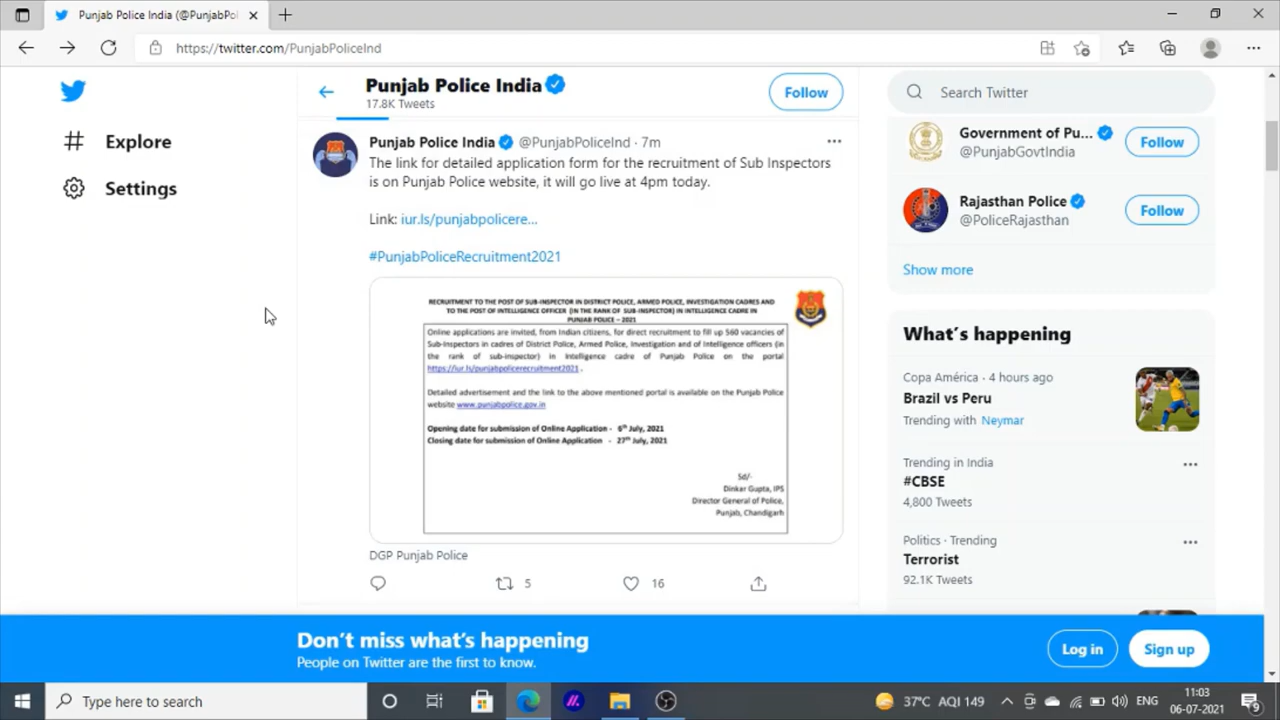 Punjab Police India (@PunjabPol
https://twitter.com/PunjabPoliceInd
Explore
Settings
Punjab Police India
17.8K Tweets
Follow
Punjab Police India @PunjabPoliceInd · 7m
The link for detailed application form for the recruitment of Sub Inspectors
is on Punjab Police website, it will go live at 4pm today.
Link: iur.ls/punjabpolicere...
#PunjabPoliceRecruitment2021
RECRUITMENT TO THE POST OF SUB-INSPECTOR IN DISTRICT POLICE, ARMED POLICE, INVESTIGATION CADRES AND
TO THE POST OF INTELLIGENCE OFFICER (IN THE RANK OF SUB-INSPECTOR) IN INTELLIGENCE CADRE IN
PUNJAB POLICE – 2021
Online applications are invited, from Indian citizens, for direct recruitment to fill up 560 vacancies of
Sub-Inspectors in cadres of District Police, Armed Police, Investigation and of Intelligence officers (in
the rank of sub-inspector) in Intelligence cadre of Punjab Police on the portal
https://iur.ls/punjabpolicerecruitment2021 .
Detailed advertisement and the link to the above mentioned portal is available on the Punjab Police
website www.punjabpolice.gov.in
Opening date for submission of Online Application - 6th July, 2021
Closing date for submission of Online Application - 27th July, 2021
Sd/-
Dinkar Gupta, IPS
Director General of Police,
Punjab, Chandigarh
DGP Punjab Police
5
16
Search Twitter
Government of Pu...
@PunjabGovtIndia
Follow
Rajasthan Police
@PoliceRajasthan
Follow
Show more
What's happening
Copa América · 4 hours ago
Brazil vs Peru
Trending with Neymar
Trending in India
#CBSE
4,800 Tweets
Politics · Trending
Terrorist
92.1K Tweets
Don't miss what's happening
People on Twitter are the first to know.
Log in
Sign up
Type here to search
37°C AQI 149
ENG
11:03
06-07-2021
9